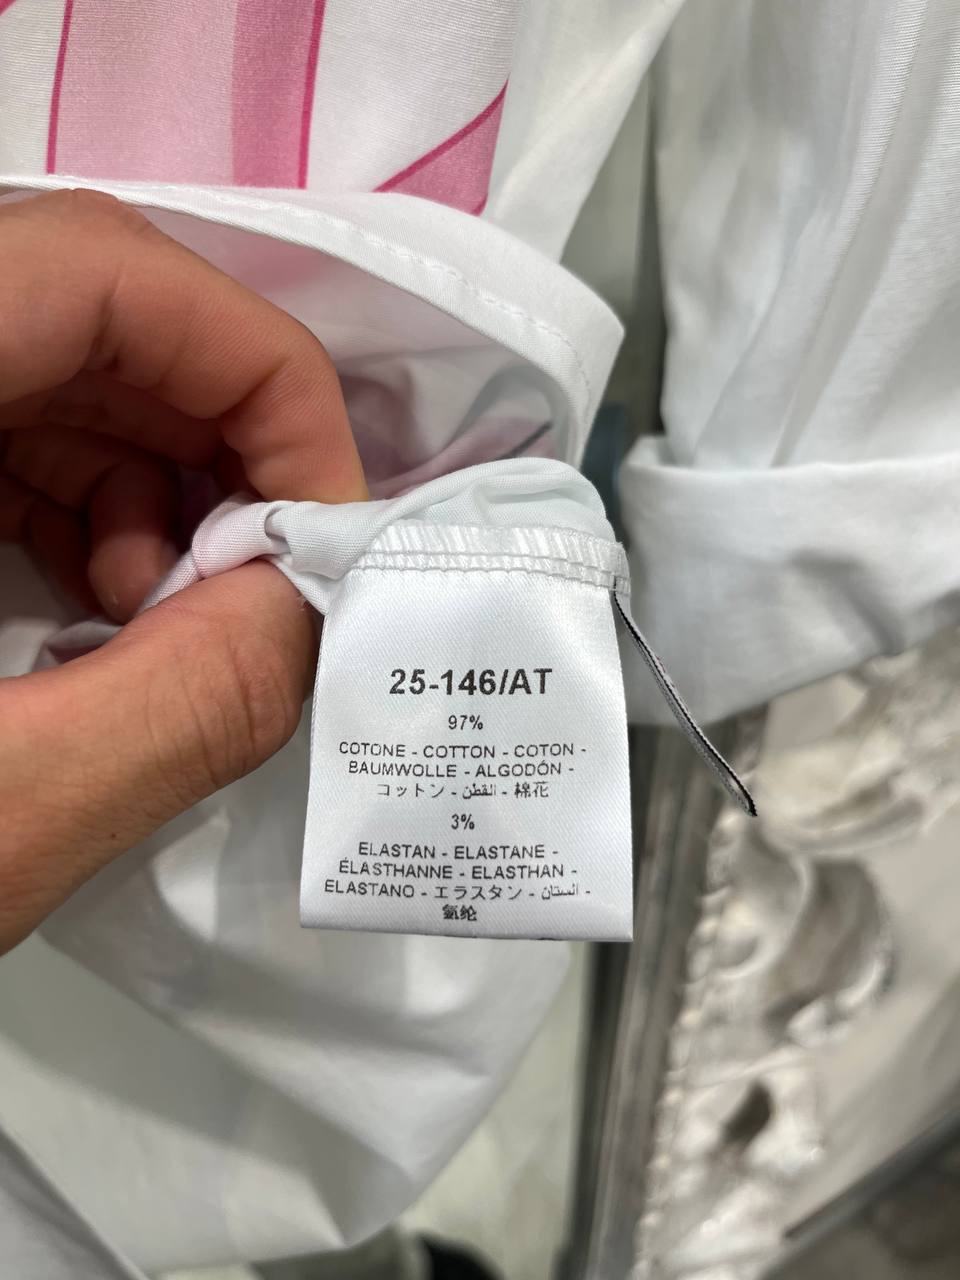 25-146/AT
97%
COTONE - COTTON - COTON -
BAUMWOLLE - ALGODÓN -
コットン - القطن - 棉花
3%
ELASTAN - ELASTANE -
ÉLASTHANNE - ELASTHAN -
ELASTANO - エラスタン - الستان -
氨纶